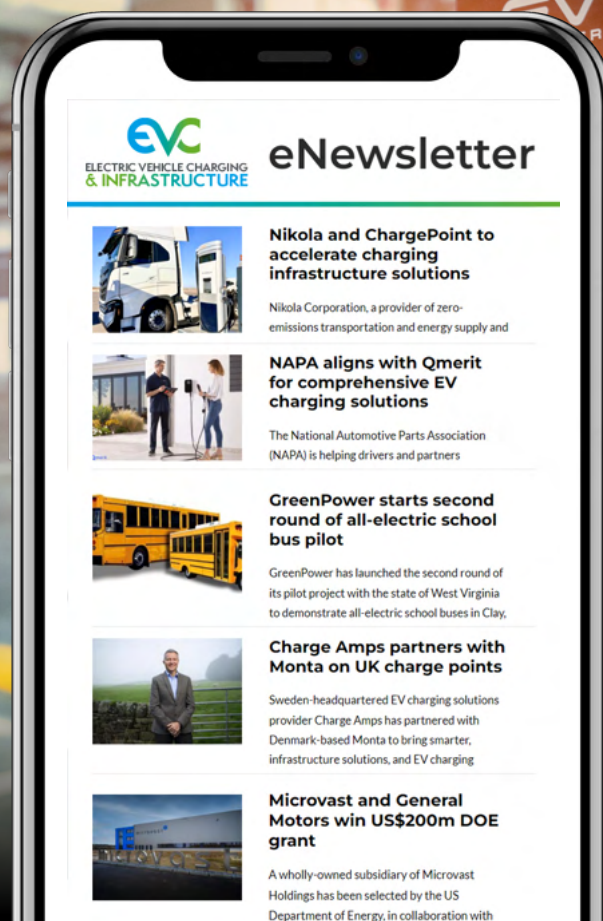 EVC
ELECTRIC VEHICLE CHARGING
& INFRASTRUCTURE
eNewsletter
Nikola and ChargePoint to
accelerate charging
infrastructure solutions
Nikola Corporation, a provider of zero-
emissions transportation and energy supply and
NAPA aligns with Qmerit
for comprehensive EV
charging solutions
The National Automotive Parts Association
(NAPA) is helping drivers and partners
GreenPower starts second
round of all-electric school
bus pilot
GreenPower has launched the second round of
its pilot project with the state of West Virginia
to demonstrate all-electric school buses in Clay,
Charge Amps partners with
Monta on UK charge points
Sweden-headquartered EV charging solutions
provider Charge Amps has partnered with
Denmark-based Monta to bring smarter,
infrastructure solutions, and EV charging
MICROVAST
Microvast and General
Motors win US$200m DOE
grant
A wholly-owned subsidiary of Microvast
Holdings has been selected by the US
Department of Energy, in collaboration with